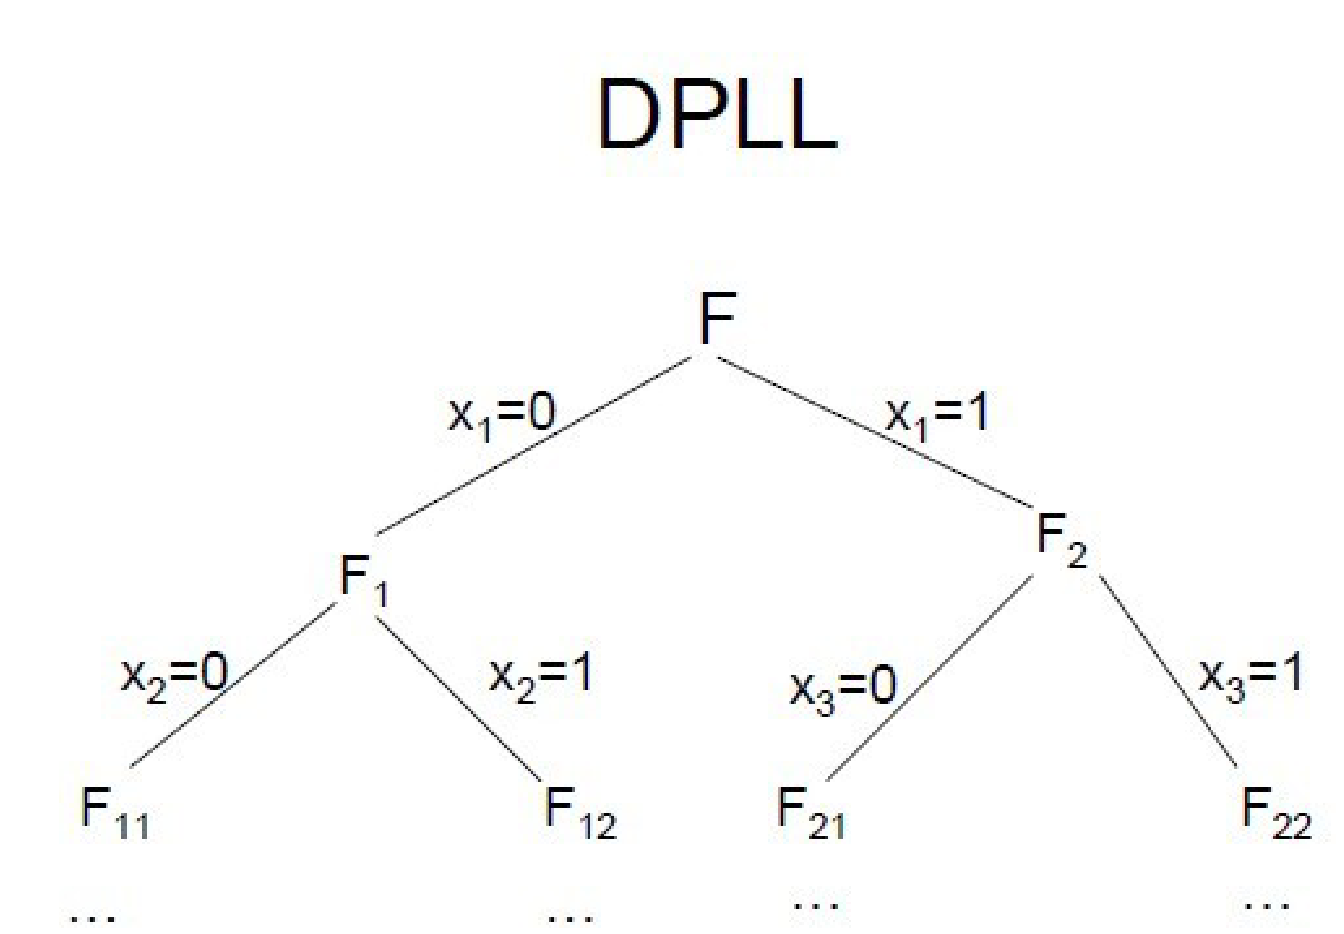 DPLL
F
x₁=0 x₁=1
F₁ F₂
x₂=0 x₂=1 x₃=0 x₃=1
F₁₁ F₁₂ F₂₁ F₂₂
... ... ... ...